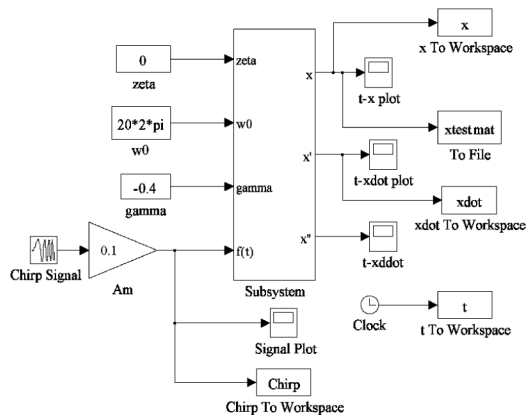 0
zeta
20*2*pi
w0
-0.4
gamma
Chirp Signal
0.1
Am
zeta
w0
gamma
f(t)
x
x'
x''
Subsystem
x
x To Workspace
t-x plot
xtestmat
To File
t-xdot plot
xdot
xdot To Workspace
t-xddot
Clock
t
t To Workspace
Signal Plot
Chirp
Chirp To Workspace